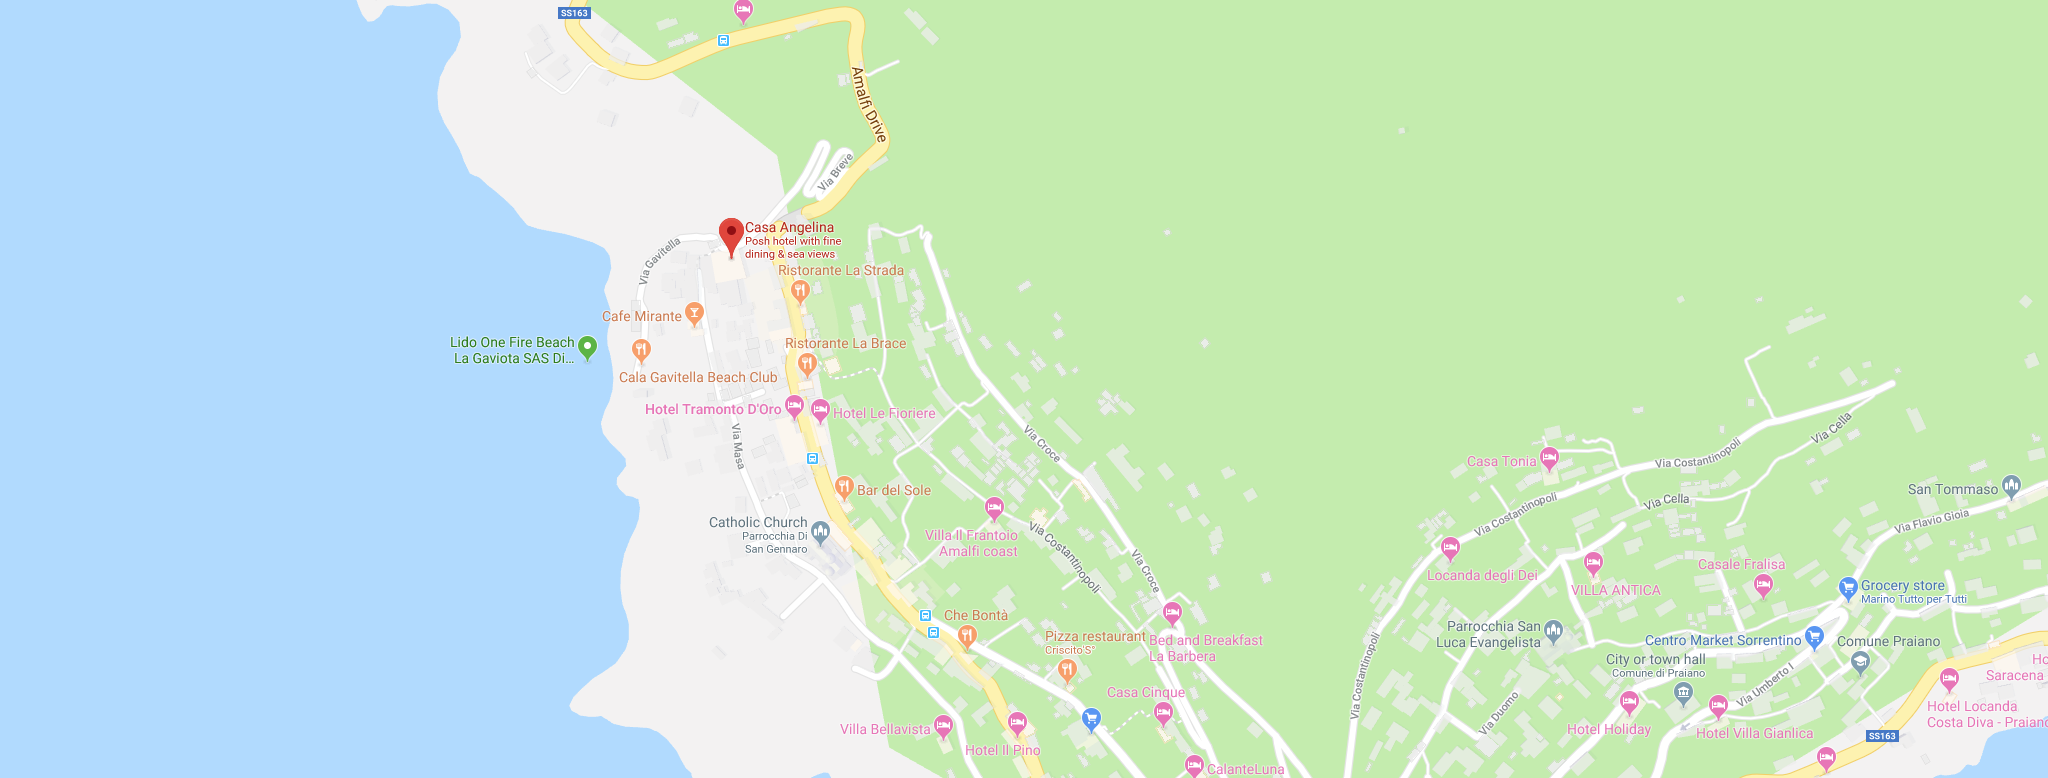 SS163
Amalfi Drive
Via Breve
Casa Angelina
Posh hotel with fine
dining & sea views
Via Gavitella
Ristorante La Strada
Cafe Mirante
Lido One Fire Beach
La Gaviota SAS Di...
Ristorante La Brace
Cala Gavitella Beach Club
Hotel Tramonto D'Oro
Hotel Le Fioriere
Via Masa
Via Croce
Bar del Sole
Catholic Church
Parrocchia Di
San Gennaro
Villa Il Frantoio
Amalfi coast
Via Costantinopoli
Via Croce
Che Bontà
Pizza restaurant
Criscito'S°
Bed and Breakfast
La Barbera
Casa Cinque
Villa Bellavista
Hotel Il Pino
CalanteLuna
Via Costantinopoli
Via Cella
Casa Tonia
Via Costantinopoli
Via Cella
San Tommaso
Via Flavio Gioia
Locanda degli Dei
VILLA ANTICA
Casale Fralisa
Grocery store
Marino Tutto per Tutti
Parrocchia San
Luca Evangelista
Centro Market Sorrentino
Comune Praiano
City or town hall
Comune di Praiano
Via Costantinopoli
Via Duomo
Via Umberto I
Hotel Holiday
Hotel Villa Gianlica
Ho
Saracena
Hotel Locanda
Costa Diva - Praiano
SS163